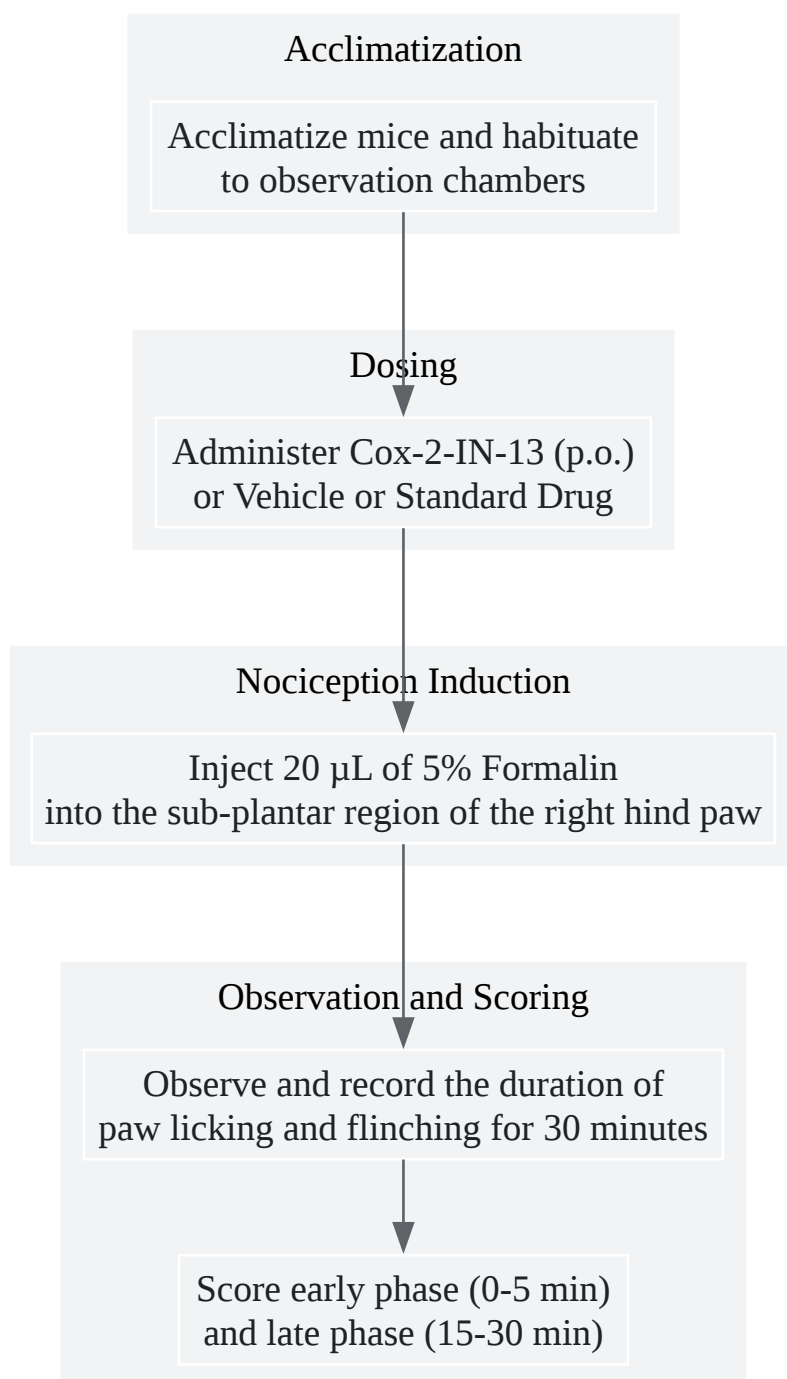 Acclimatization
Acclimatize mice and habituate
to observation chambers
Dosing
Administer Cox-2-IN-13 (p.o.)
or Vehicle or Standard Drug
Nociception Induction
Inject 20 µL of 5% Formalin
into the sub-plantar region of the right hind paw
Observation and Scoring
Observe and record the duration of
paw licking and flinching for 30 minutes
Score early phase (0-5 min)
and late phase (15-30 min)